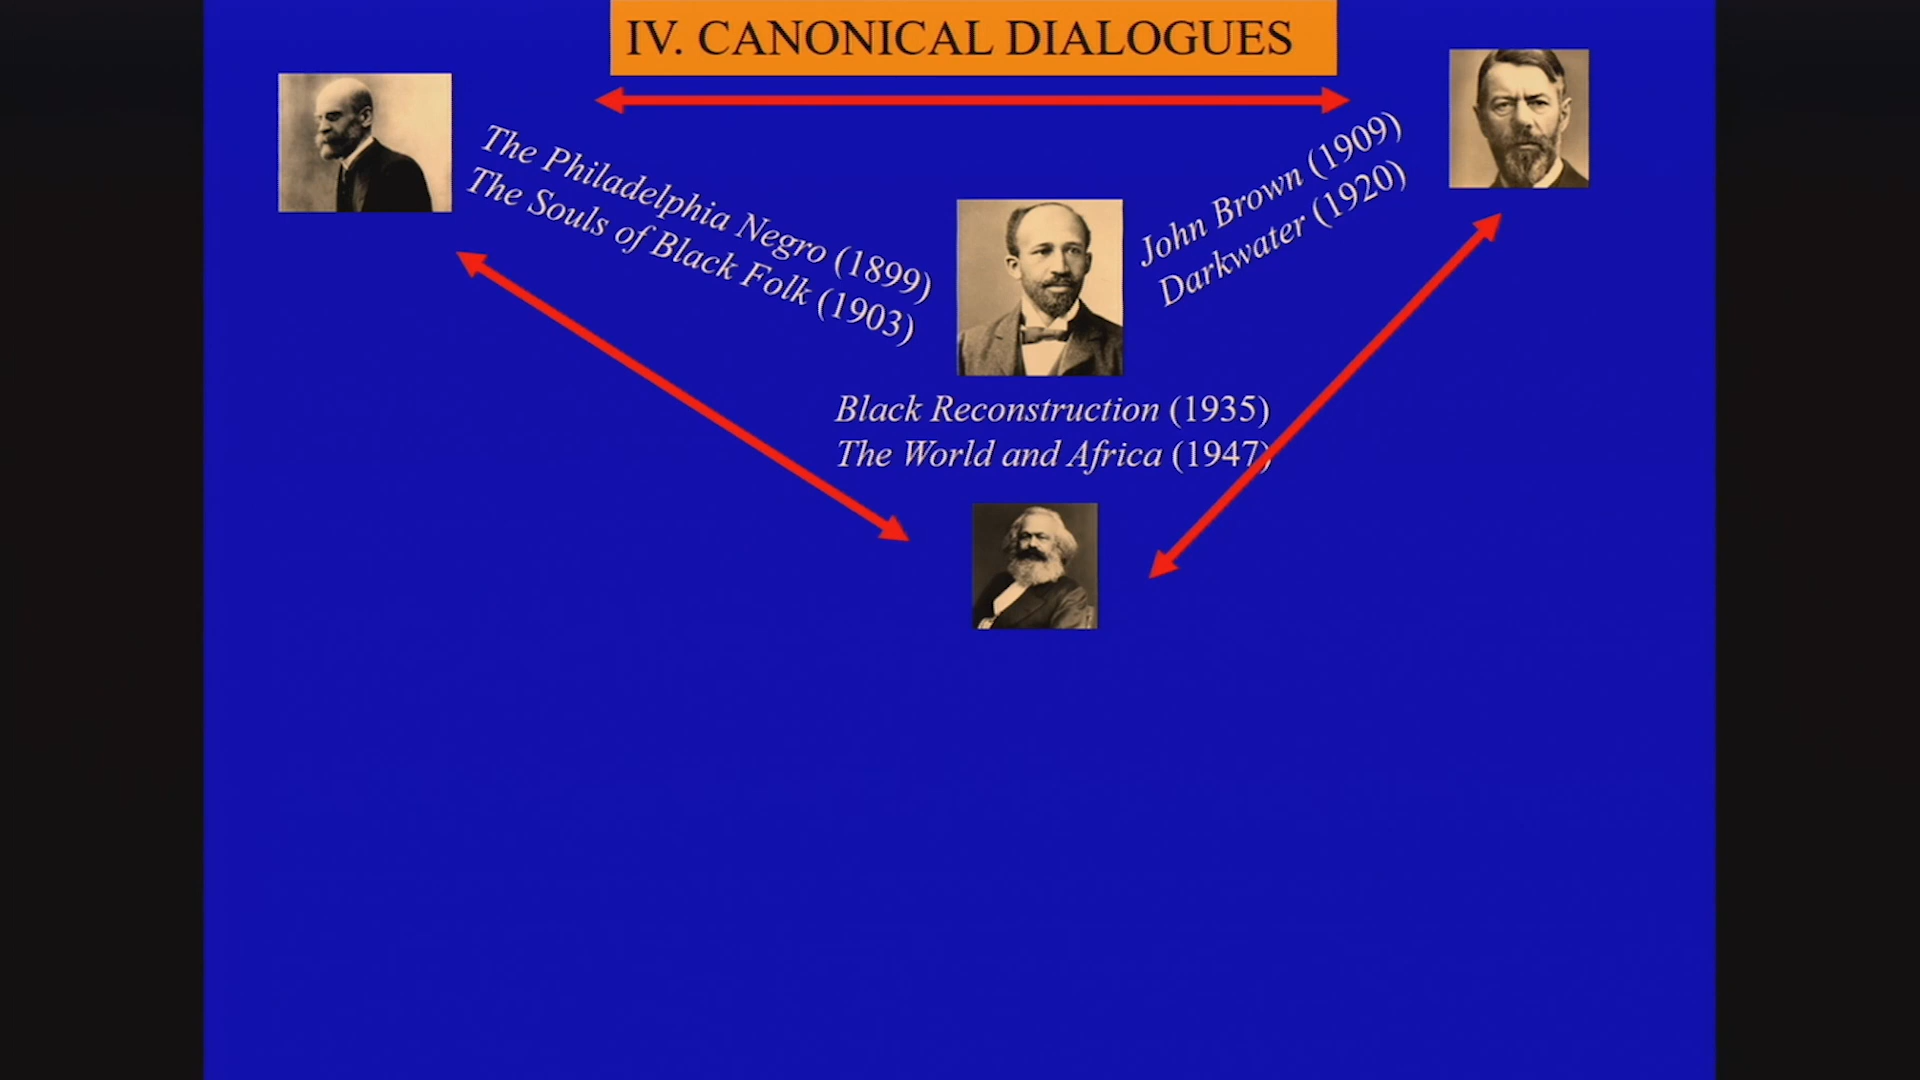 IV. CANONICAL DIALOGUES
The Philadelphia Negro (1899)
The Souls of Black Folk (1903)
John Brown (1909)
Darkwater (1920)
Black Reconstruction (1935)
The World and Africa (1947)